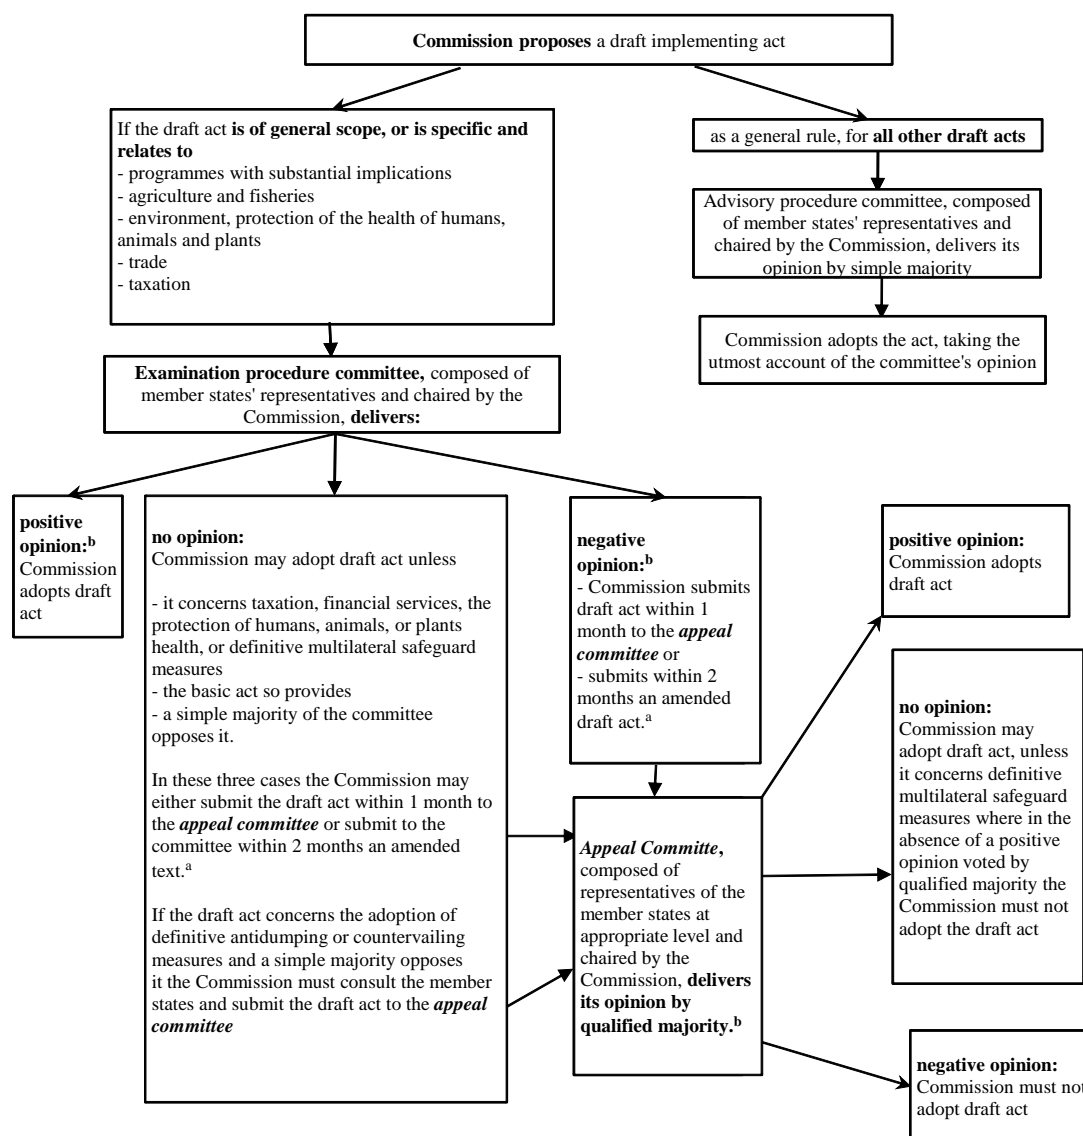 Commission proposes a draft implementing act
If the draft act is of general scope, or is specific and
relates to
- programmes with substantial implications
- agriculture and fisheries
- environment, protection of the health of humans,
animals and plants
- trade
- taxation
as a general rule, for all other draft acts
Advisory procedure committee, composed
of member states' representatives and
chaired by the Commission, delivers its
opinion by simple majority
Commission adopts the act, taking the
utmost account of the committee's opinion
Examination procedure committee, composed of
member states' representatives and chaired by the
Commission, delivers:
positive
opinion:b
Commission
adopts draft
act
no opinion:
Commission may adopt draft act unless
- it concerns taxation, financial services, the
protection of humans, animals, or plants
health, or definitive multilateral safeguard
measures
- the basic act so provides
- a simple majority of the committee
opposes it.
In these three cases the Commission may
either submit the draft act within 1 month to
the appeal committee or submit to the
committee within 2 months an amended
text.a
If the draft act concerns the adoption of
definitive antidumping or countervailing
measures and a simple majority opposes
it the Commission must consult the member
states and submit the draft act to the appeal
committee
negative
opinion:b
- Commission submits
draft act within 1
month to the appeal
committee or
- submits within 2
months an amended
draft act.a
Appeal Committe,
composed of
representatives of the
member states at
appropriate level and
chaired by the
Commission, delivers
its opinion by
qualified majority.b
positive opinion:
Commission adopts
draft act
no opinion:
Commission may
adopt draft act, unless
it concerns definitive
multilateral safeguard
measures where in the
absence of a positive
opinion voted by
qualified majority the
Commission must not
adopt the draft act
negative opinion:
Commission must not
adopt draft act